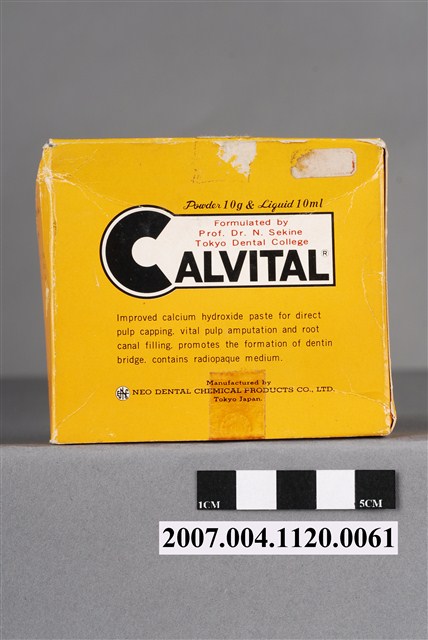 Powder 10g & Liquid 10ml
Formulated by
Prof. Dr. N. Sekine
Tokyo Dental College
CALVITAL®
Improved calcium hydroxide paste for direct
pulp capping, vital pulp amputation and root
canal filling, promotes the formation of dentin
bridge, contains radiopaque medium.
Manufactured by
NEO DENTAL CHEMICAL PRODUCTS CO., LTD.
Tokyo Japan.
1CM 5CM
2007.004.1120.0061